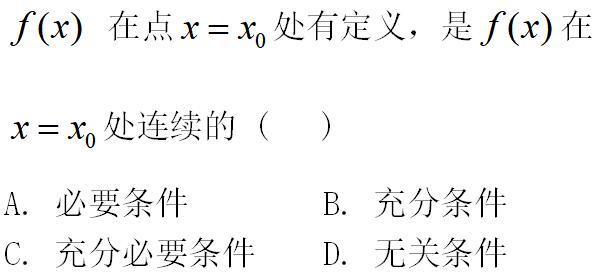 f(x) 在点 x = x₀ 处有定义，是 f(x) 在
x = x₀ 处连续的（　　）
A. 必要条件　　B. 充分条件
C. 充分必要条件　　D. 无关条件